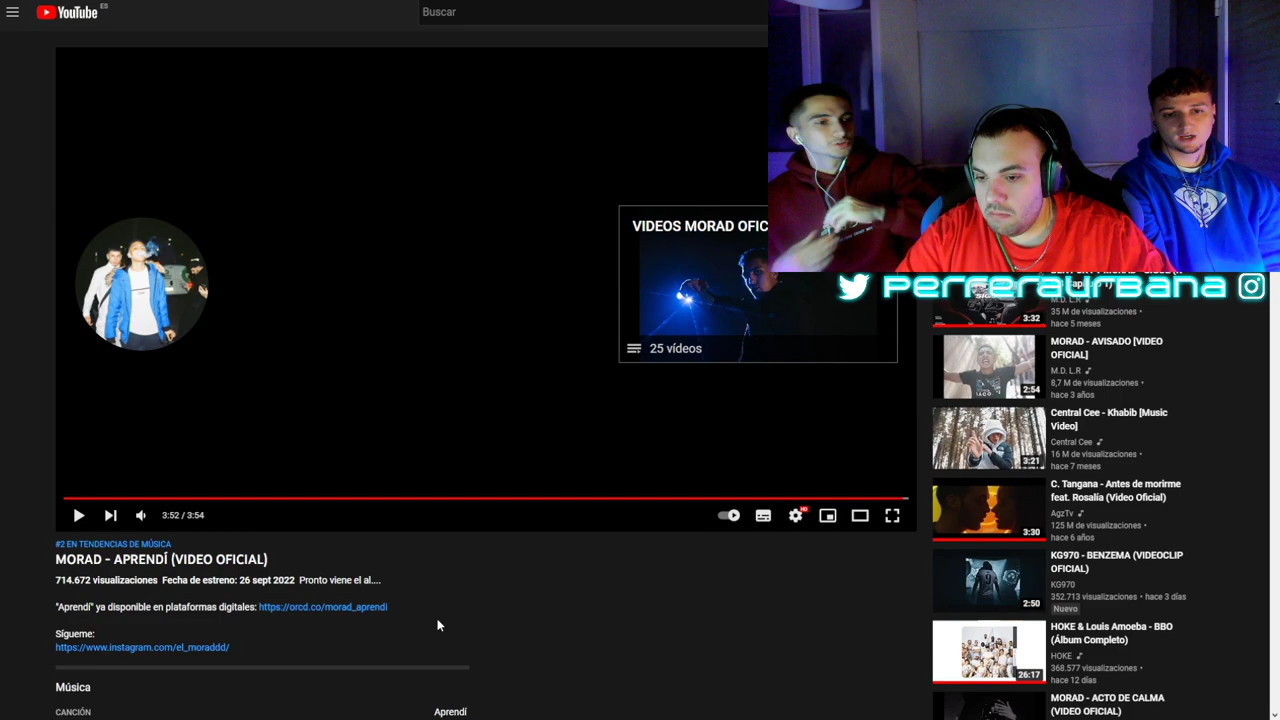 YouTube ES
Buscar
VIDEOS MORAD OFIC
25 vídeos
3:52 / 3:54
HD
#2 EN TENDENCIAS DE MÚSICA
MORAD - APRENDÍ (VIDEO OFICIAL)
714.672 visualizaciones Fecha de estreno: 26 sept 2022 Pronto viene el al....
"Aprendí" ya disponible en plataformas digitales: https://orcd.co/morad_aprendi
Sígueme:
https://www.instagram.com/el_moraddd/
Música
CANCIÓN Aprendí
perreraurbana
M.D. L.R
35 M de visualizaciones •
hace 5 meses
3:32
MORAD - AVISADO [VIDEO
OFICIAL]
M.D. L.R
8,7 M de visualizaciones •
hace 3 años
2:54
Central Cee - Khabib [Music
Video]
Central Cee
16 M de visualizaciones •
hace 7 meses
3:21
C. Tangana - Antes de morirme
feat. Rosalía (Video Oficial)
AgzTv
125 M de visualizaciones •
hace 6 años
3:30
KG970 - BENZEMA (VIDEOCLIP
OFICIAL)
KG970
352.713 visualizaciones • hace 3 días
Nuevo
2:50
HOKE & Louis Amoeba - BBO
(Álbum Completo)
HOKE
368.577 visualizaciones •
hace 12 días
26:17
MORAD - ACTO DE CALMA
(VIDEO OFICIAL)